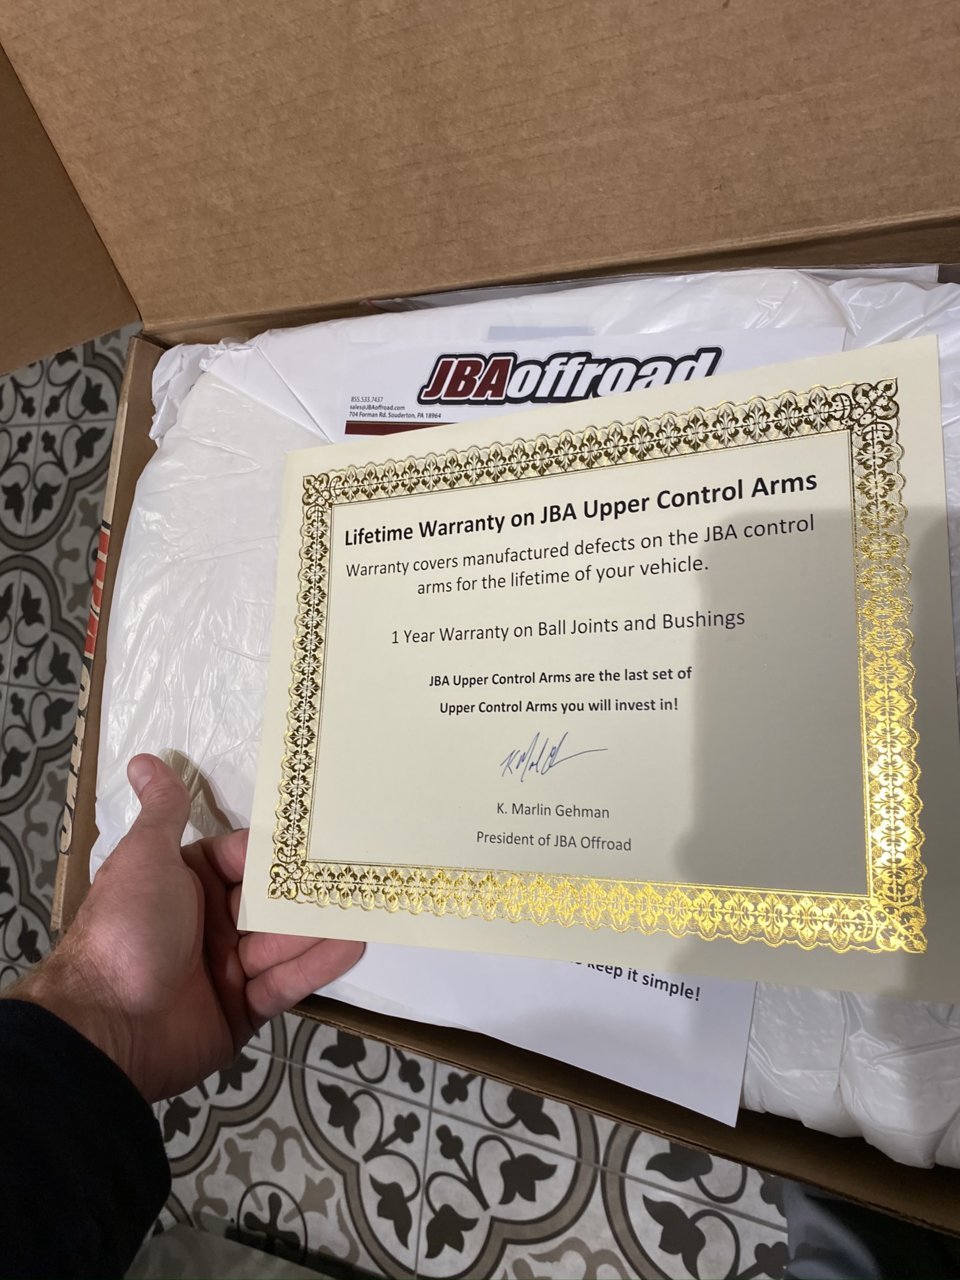 JBAoffroad
855.533.7437
sales@JBAoffroad.com
704 Forman Rd. Souderton, PA 18964
Lifetime Warranty on JBA Upper Control Arms
Warranty covers manufactured defects on the JBA control
arms for the lifetime of your vehicle.
1 Year Warranty on Ball Joints and Bushings
JBA Upper Control Arms are the last set of
Upper Control Arms you will invest in!
K. Marlin Gehman
President of JBA Offroad
keep it simple!